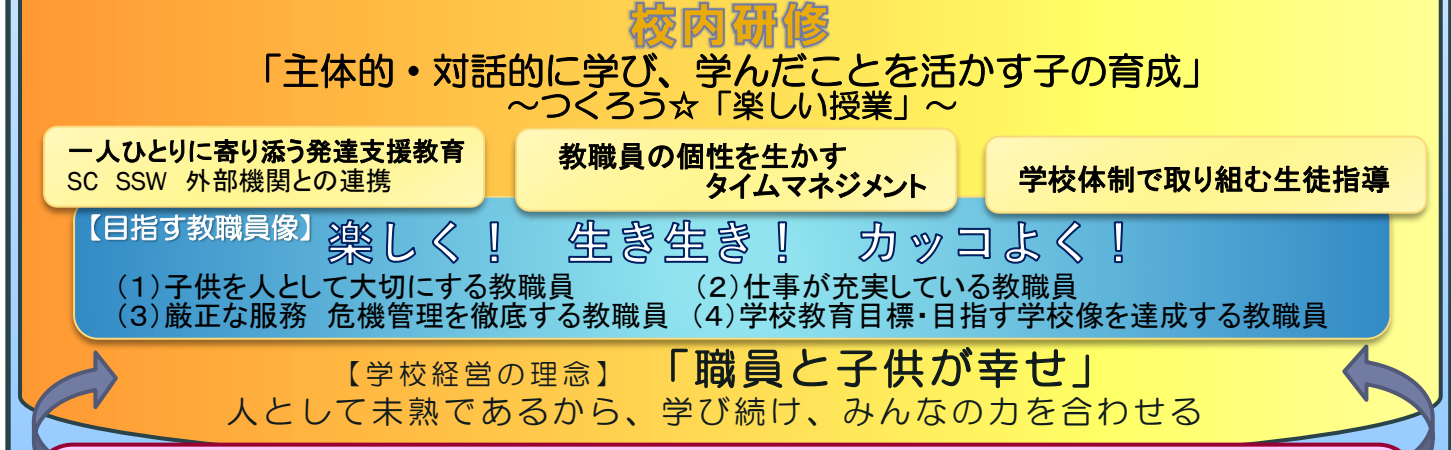 校内研修
「主体的・対話的に学び、学んだことを活かす子の育成」
～つくろう☆「楽しい授業」～
一人ひとりに寄り添う発達支援教育
SC SSW 外部機関との連携
教職員の個性を生かす
タイムマネジメント
学校体制で取り組む生徒指導
【目指す教職員像】楽しく！ 生き生き！ カッコよく！
（１）子供を人として大切にする教職員 （２）仕事が充実している教職員
（３）厳正な服務 危機管理を徹底する教職員 （４）学校教育目標・目指す学校像を達成する教職員
【学校経営の理念】 「職員と子供が幸せ」
人として未熟であるから、学び続け、みんなの力を合わせる